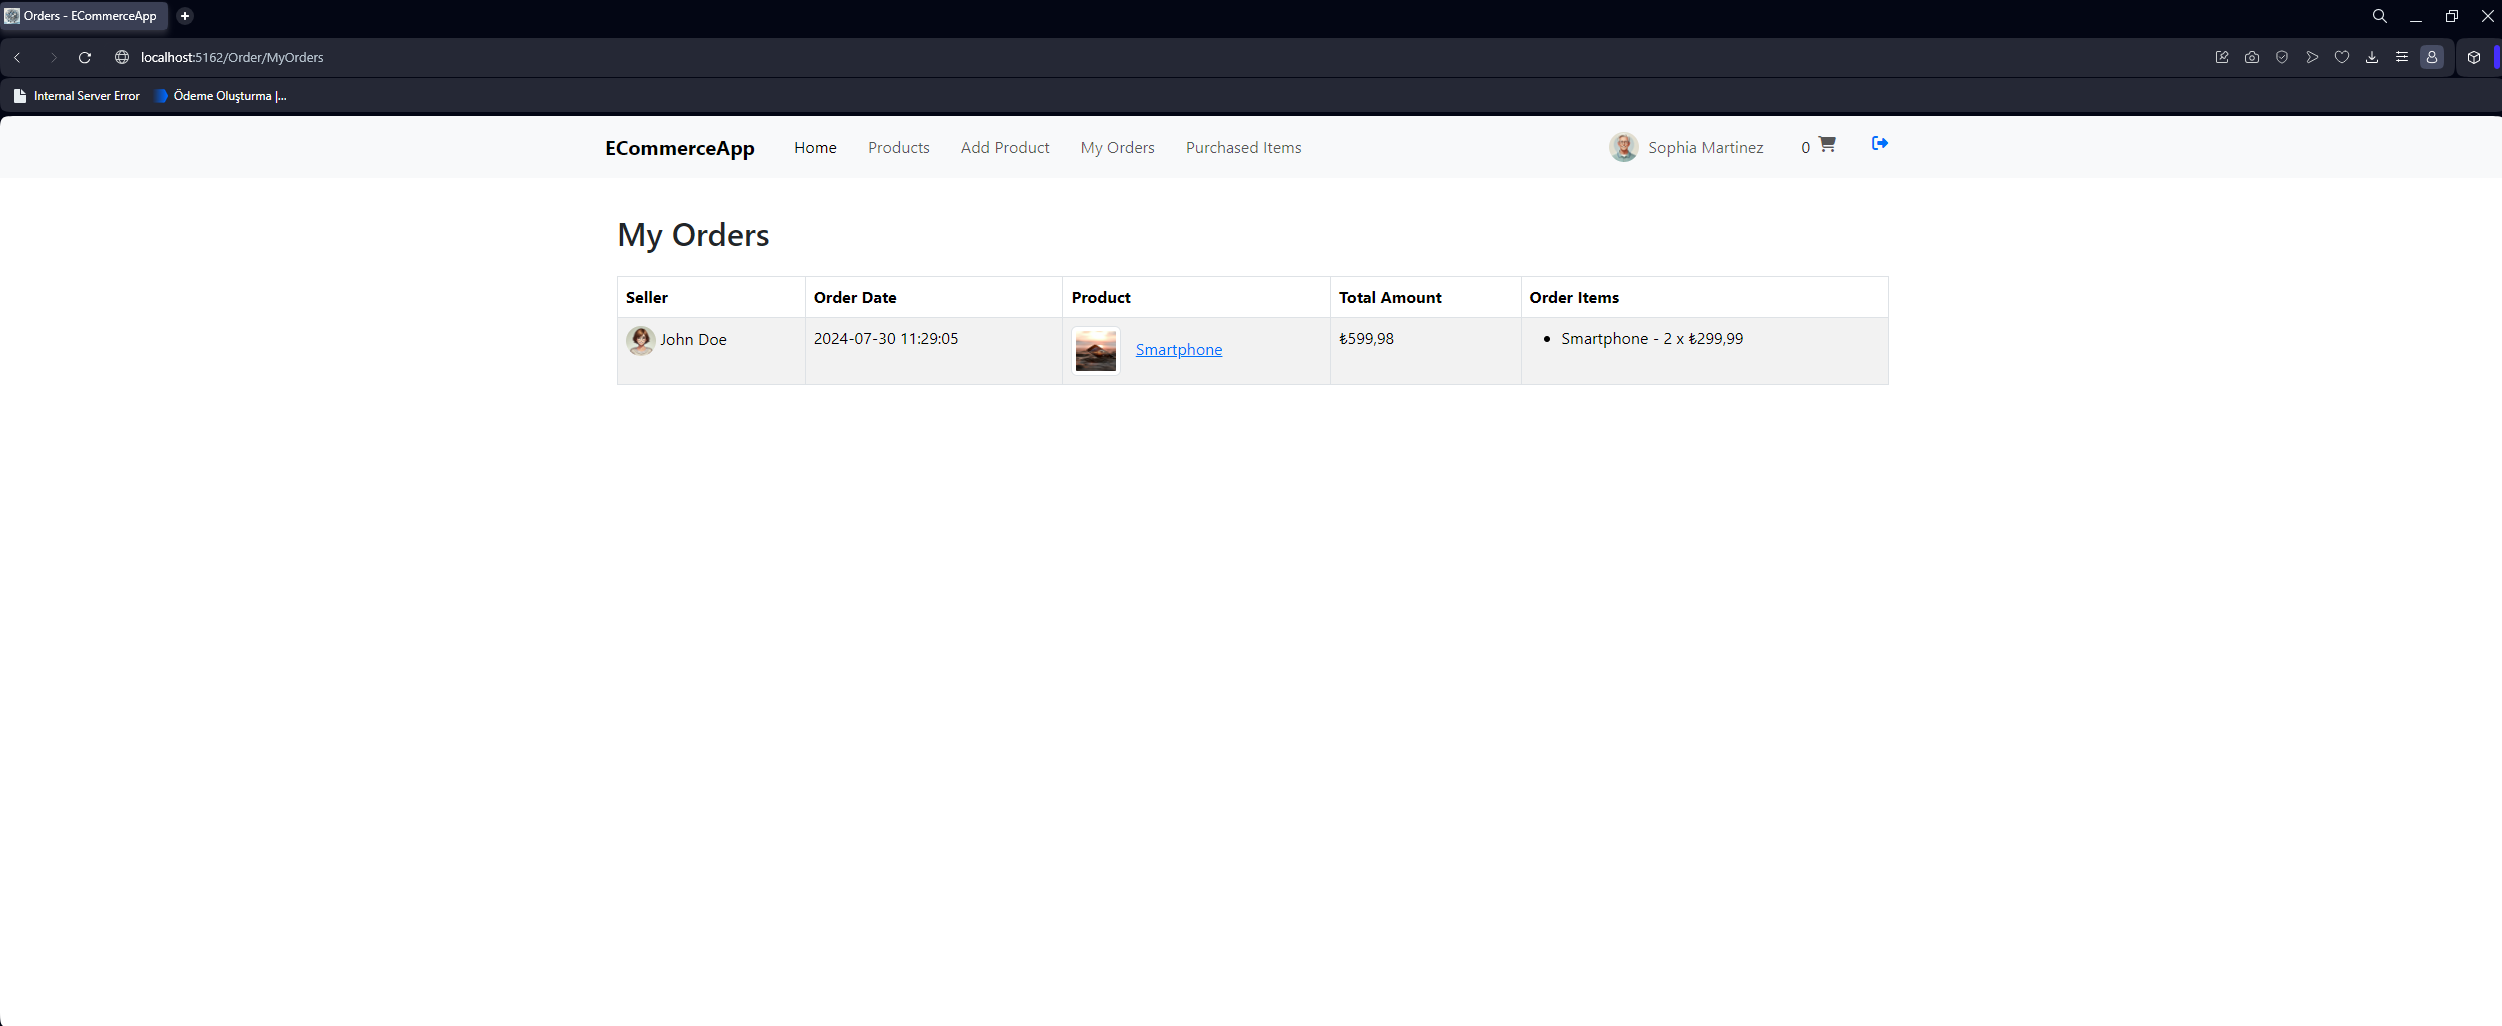 Orders - ECommerceApp
localhost:5162/Order/MyOrders
Internal Server Error Ödeme Oluşturma |...
ECommerceApp Home Products Add Product My Orders Purchased Items Sophia Martinez 0
My Orders
Seller Order Date Product Total Amount Order Items
John Doe 2024-07-30 11:29:05 Smartphone ₺599,98 • Smartphone - 2 x ₺299,99